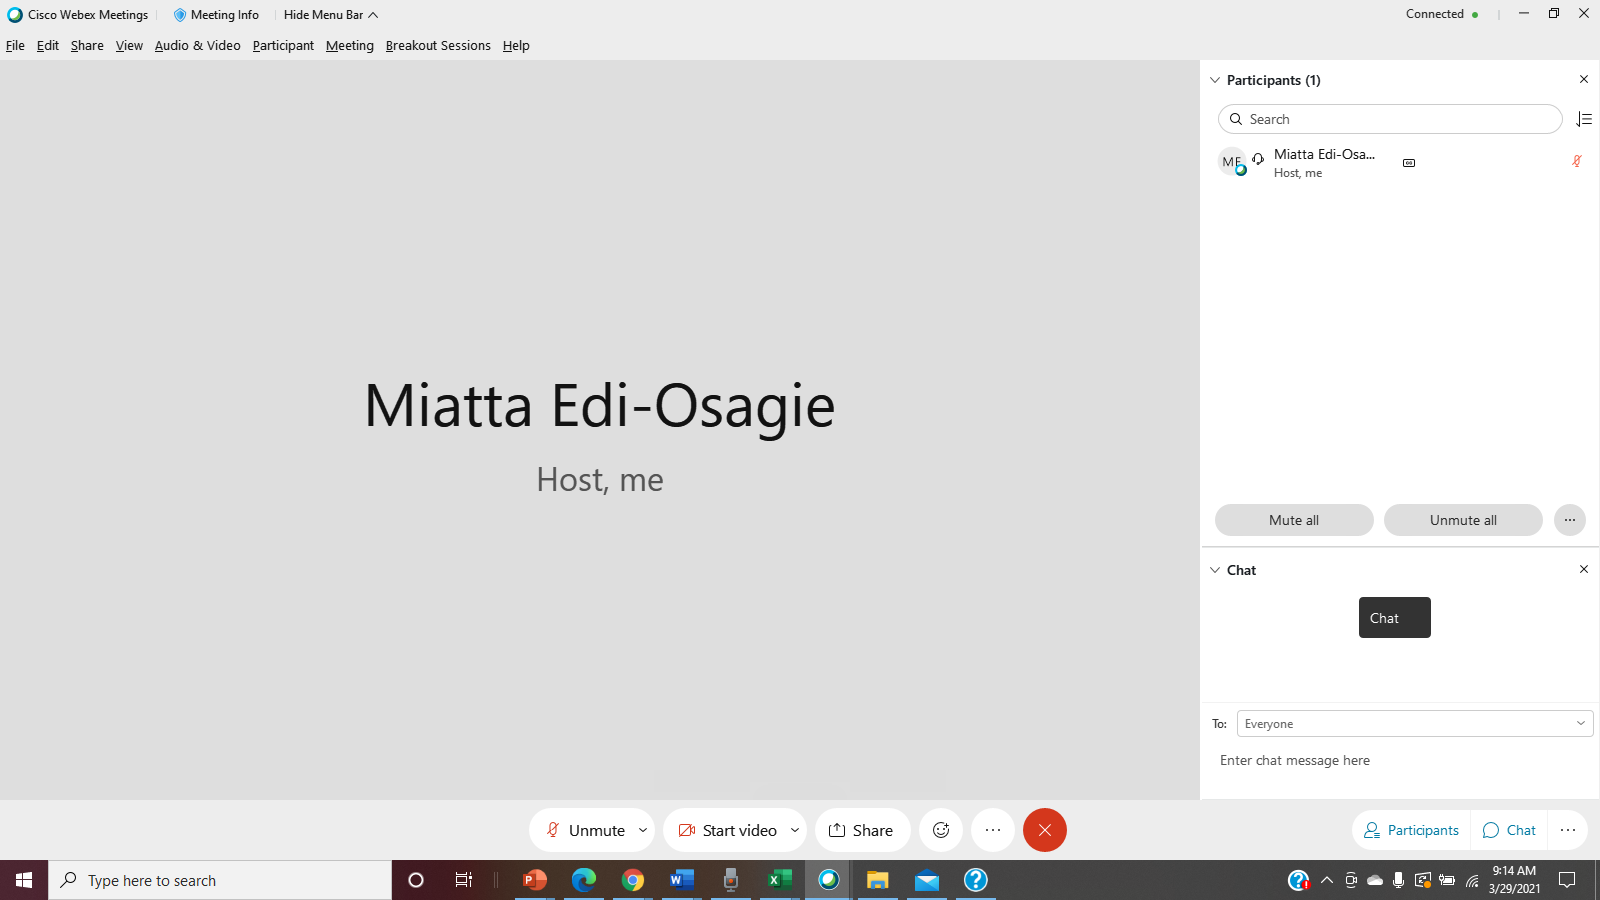 Cisco Webex Meetings
Meeting Info
Hide Menu Bar
Connected
File Edit Share View Audio & Video Participant Meeting Breakout Sessions Help
Miatta Edi-Osagie
Host, me
Participants (1)
Search
ME
Miatta Edi-Osa...
Host, me
Mute all
Unmute all
Chat
Chat
To: Everyone
Enter chat message here
Unmute
Start video
Share
Participants
Chat
Type here to search
9:14 AM
3/29/2021